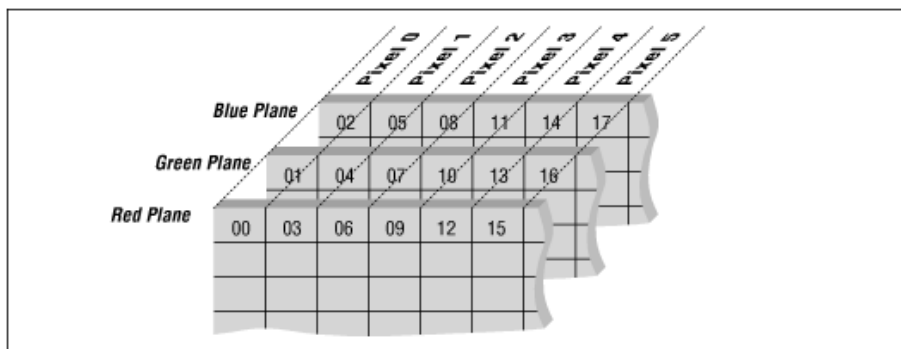 Pixel 0 Pixel 1 Pixel 2 Pixel 3 Pixel 4 Pixel 5
Blue Plane
02 05 08 11 14 17
Green Plane
01 04 07 10 13 16
Red Plane
00 03 06 09 12 15